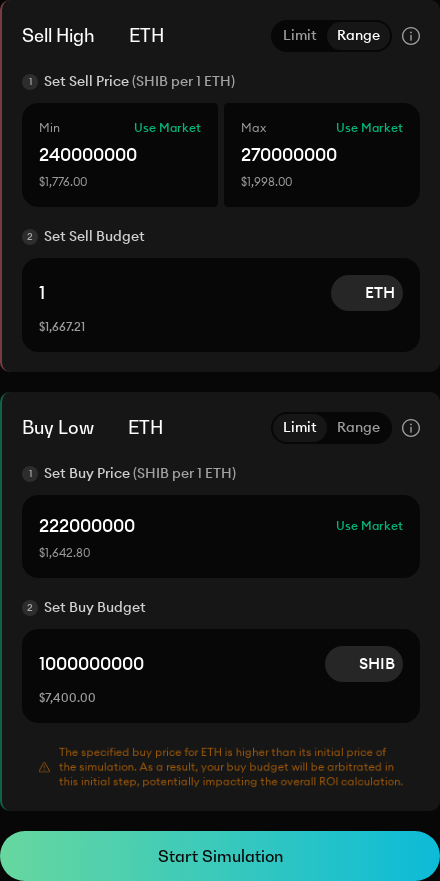 Sell High ETH Limit Range
1 Set Sell Price (SHIB per 1 ETH)
Min Use Market Max Use Market
240000000 270000000
$1,776.00 $1,998.00
2 Set Sell Budget
1 ETH
$1,667.21
Buy Low ETH Limit Range
1 Set Buy Price (SHIB per 1 ETH)
222000000 Use Market
$1,642.80
2 Set Buy Budget
1000000000 SHIB
$7,400.00
The specified buy price for ETH is higher than its initial price of
the simulation. As a result, your buy budget will be arbitrated in
this initial step, potentially impacting the overall ROI calculation.
Start Simulation